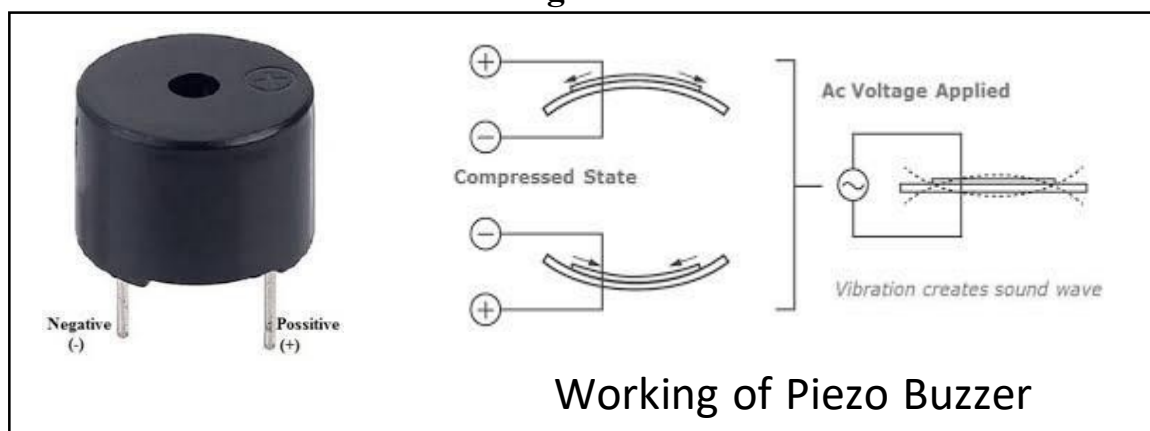 g
Negative
(-)
Possitive
(+)
+
−
Compressed State
−
+
Ac Voltage Applied
~
Vibration creates sound wave
Working of Piezo Buzzer